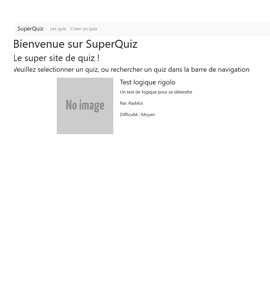 SuperQuiz Les quiz Creer un quiz
Bienvenue sur SuperQuiz
Le super site de quiz !
Veuillez selectionner un quiz, ou rechercher un quiz dans la barre de navigation
No image
Test logique rigolo
Un test de logique pour se détendre
Par: PasMoi
Difficulté : Moyen